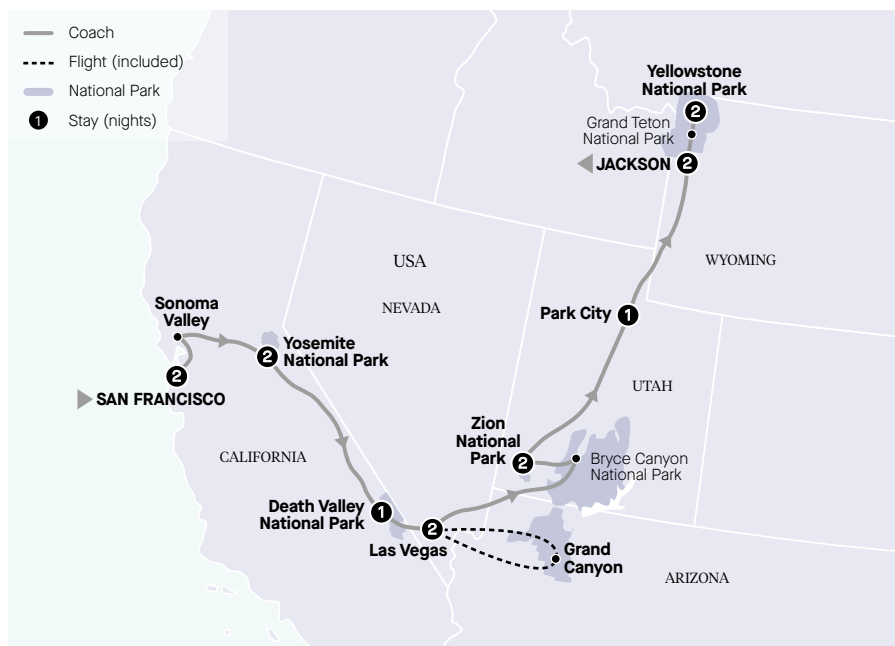 Coach
Flight (included)
National Park
1 Stay (nights)
Yellowstone
National Park
2
Grand Teton
National Park
JACKSON 2
WYOMING
USA
NEVADA
Sonoma
Valley
Park City 1
Yosemite
National Park
2
2
SAN FRANCISCO
UTAH
Zion
National
Park
2
CALIFORNIA
Bryce Canyon
National Park
Death Valley
National Park
1
2
Las Vegas
Grand
Canyon
ARIZONA